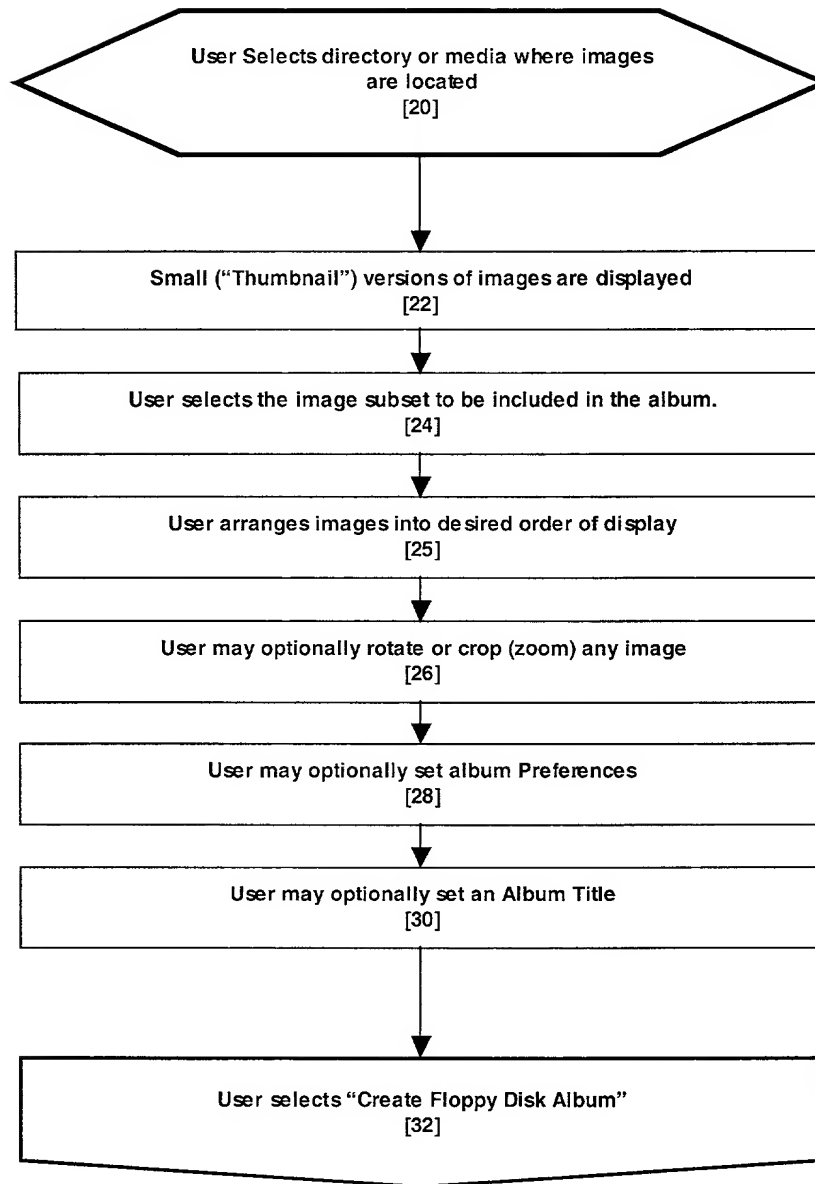 User Selects directory or media where images
are located
[20]
Small (“Thumbnail”) versions of images are displayed
[22]
User selects the image subset to be included in the album.
[24]
User arranges images into desired order of display
[25]
User may optionally rotate or crop (zoom) any image
[26]
User may optionally set album Preferences
[28]
User may optionally set an Album Title
[30]
User selects “Create Floppy Disk Album”
[32]